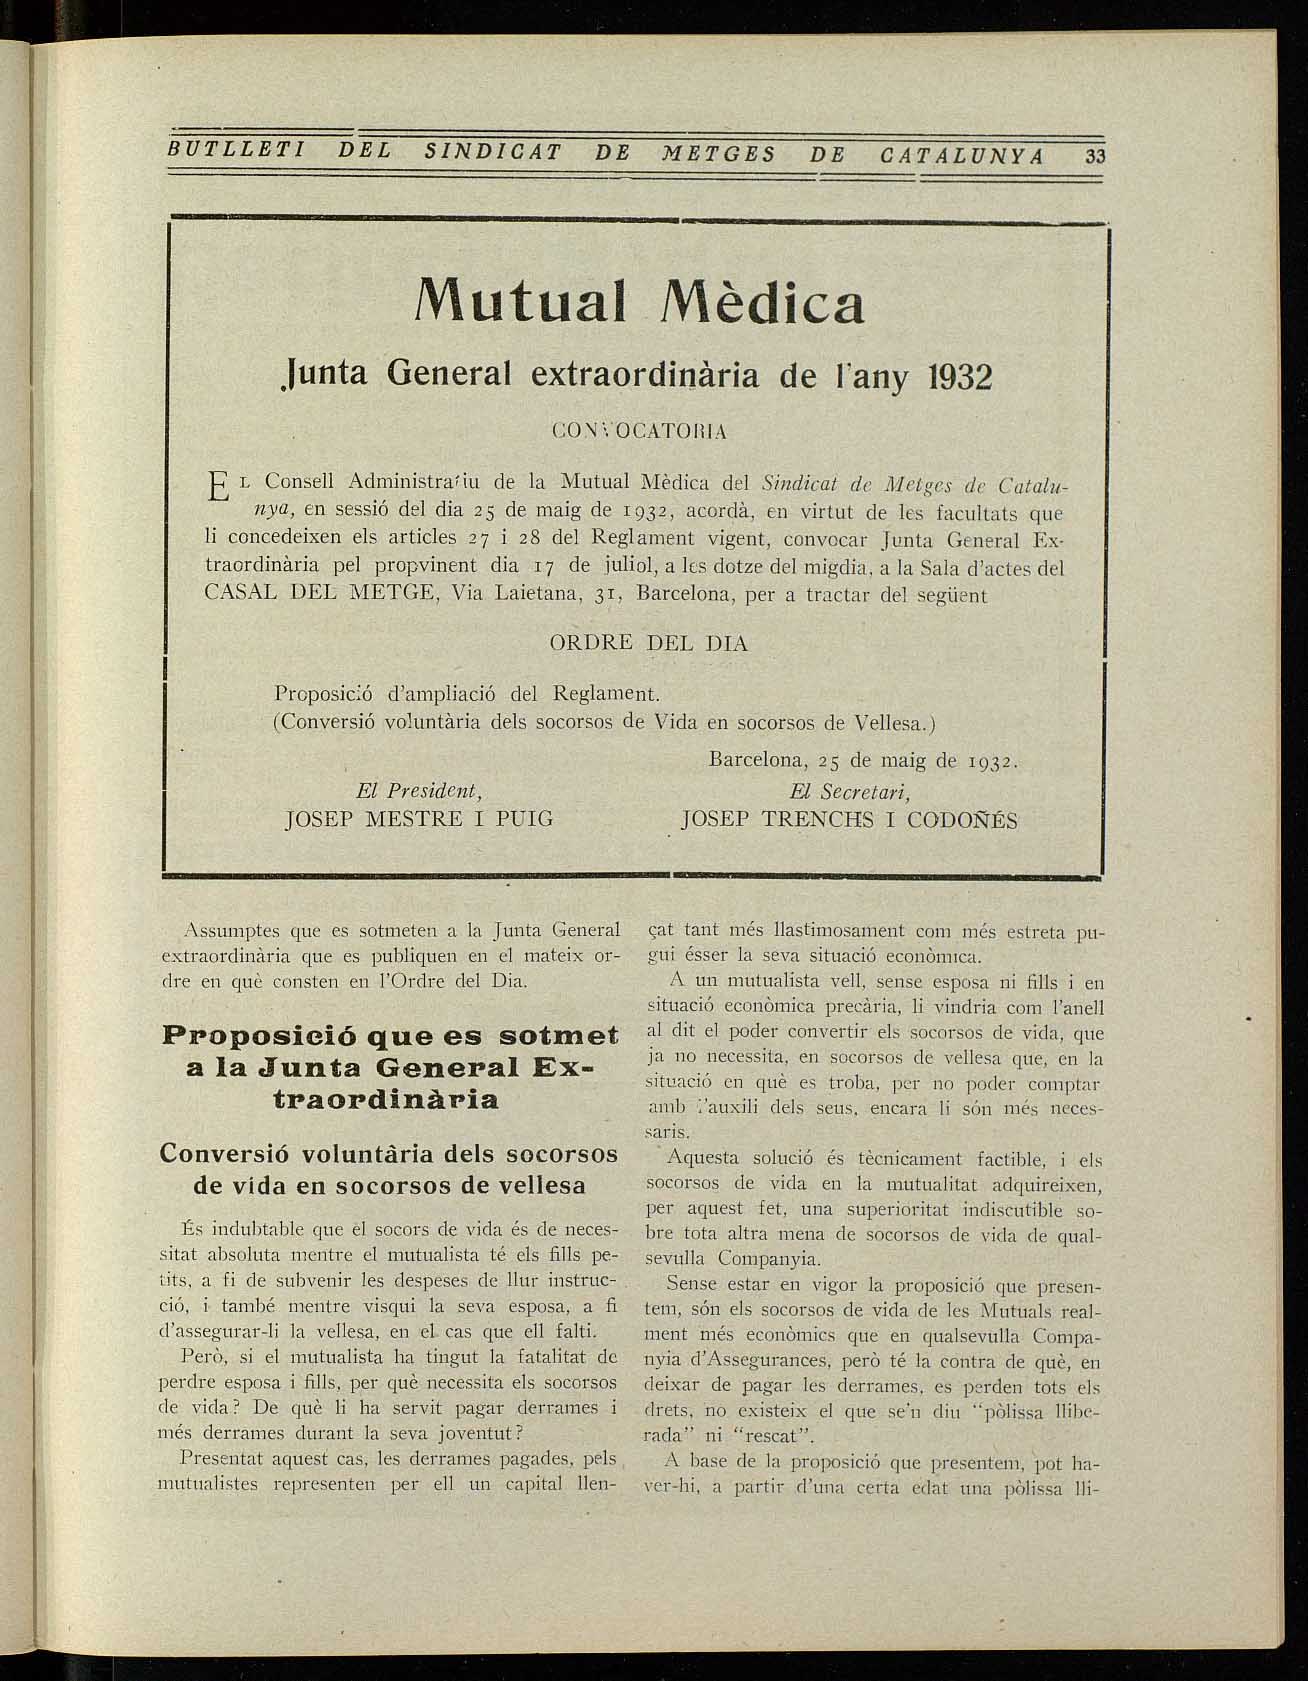 BUTLLETI DEL SINDICAT DE METGES DE CATALUNYA 33
Mutual Mèdica
Junta General extraordinària de l'any 1932
CONVOCATORIA
EL Consell Administratiu de la Mutual Mèdica del Sindicat de Metges de Catalu-
nya, en sessió del dia 25 de maig de 1932, acordà, en virtut de les facultats que
li concedeixen els articles 27 i 28 del Reglament vigent, convocar Junta General Ex-
traordinària pel propvinent dia 17 de juliol, a les dotze del migdia, a la Sala d'actes del
CASAL DEL METGE, Via Laietana, 31, Barcelona, per a tractar del següent
ORDRE DEL DIA
Proposició d'ampliació del Reglament.
(Conversió voluntària dels socorsos de Vida en socorsos de Vellesa.)
Barcelona, 25 de maig de 1932.
El President,
JOSEP MESTRE I PUIG
El Secretari,
JOSEP TRENCHS I CODOÑÉS
Assumptes que es sotmeten a la Junta General
extraordinària que es publiquen en el mateix or-
dre en què consten en l'Ordre del Dia.
Proposició que es sotmet
a la Junta General Ex-
traordinària
Conversió voluntària dels socorsos
de vida en socorsos de vellesa
És indubtable que el socors de vida és de neces-
sitat absoluta mentre el mutualista té els fills pe-
tits, a fi de subvenir les despeses de llur instruc-
ció, i també mentre visqui la seva esposa, a fi
d'assegurar-li la vellesa, en el cas que ell falti.
Però, si el mutualista ha tingut la fatalitat de
perdre esposa i fills, per què necessita els socorsos
de vida? De què li ha servit pagar derrames i
més derrames durant la seva joventut?
Presentat aquest cas, les derrames pagades, pels
mutualistes representen per ell un capital llen-
çat tant més llastimosament com més estreta pu-
gui ésser la seva situació econòmica.
A un mutualista vell, sense esposa ni fills i en
situació econòmica precària, li vindria com l'anell
al dit el poder convertir els socorsos de vida, que
ja no necessita, en socorsos de vellesa que, en la
situació en què es troba, per no poder comptar
amb l'auxili dels seus, encara li són més neces-
saris.
Aquesta solució és tècnicament factible, i els
socorsos de vida en la mutualitat adquireixen,
per aquest fet, una superioritat indiscutible so-
bre tota altra mena de socorsos de vida de qual-
sevulla Companyia.
Sense estar en vigor la proposició que presen-
tem, són els socorsos de vida de les Mutuals real-
ment més econòmics que en qualsevulla Compa-
nyia d'Assegurances, però té la contra de què, en
deixar de pagar les derrames, es perden tots els
drets, no existeix el que se'n diu "pòlissa llibe-
rada" ni "rescat".
A base de la proposició que presentem, pot ha-
ver-hi, a partir d'una certa edat una pòlissa lli-